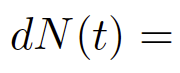 dN(t) =